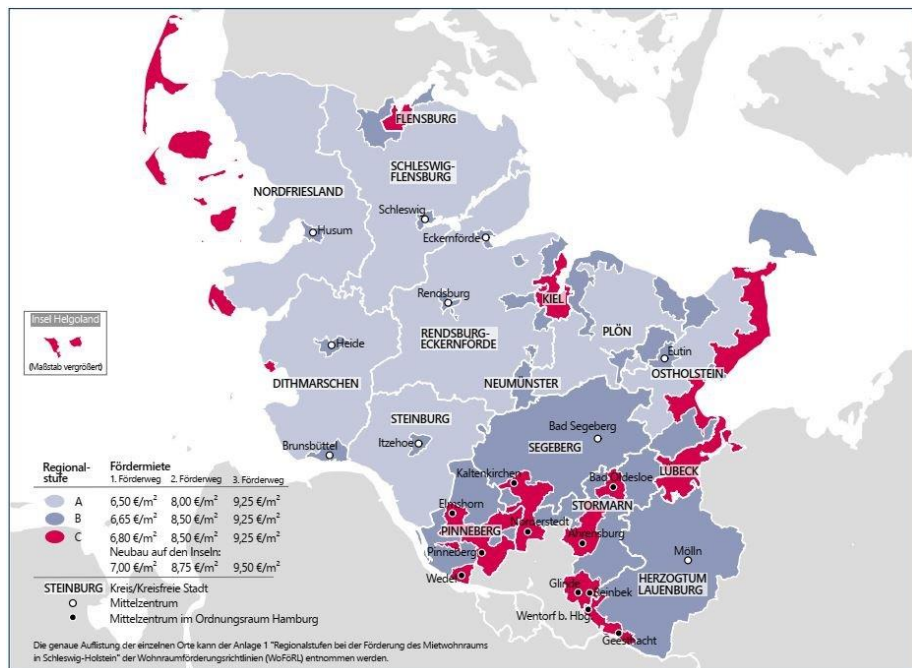 FLENSBURG
SCHLESWIG-
FLENSBURG
NORDFRIESLAND
Schleswig
Husum
Eckernförde
Rendsburg
KIEL
Insel Helgoland
(Maßstab vergrößert)
RENDSBURG-
ECKERNFÖRDE
PLÖN
Heide
Eutin
OSTHOLSTEIN
DITHMARSCHEN
NEUMÜNSTER
STEINBURG
Bad Segeberg
Itzehoe
SEGEBERG
Brunsbüttel
Kaltenkirchen
Bad Oldesloe
LÜBECK
Elmshorn
STORMARN
PINNEBERG
Norderstedt
Ahrensburg
Pinneberg
Mölln
Wedel
Glinde
Reinbek
HERZOGTUM
LAUENBURG
Wentorf b. Hbg
Geesthacht
Regional-
stufe
Fördermiete
1. Förderweg 2. Förderweg 3. Förderweg
A 6,50 €/m² 8,00 €/m² 9,25 €/m²
B 6,65 €/m² 8,50 €/m² 9,25 €/m²
C 6,80 €/m² 8,50 €/m² 9,25 €/m²
Neubau auf den Inseln:
7,00 €/m² 8,75 €/m² 9,50 €/m²
STEINBURG Kreis/Kreisfreie Stadt
Mittelzentrum
Mittelzentrum im Ordnungsraum Hamburg
Die genaue Auflistung der einzelnen Orte kann der Anlage 1 "Regionalstufen bei der Förderung des Mietwohnraums
in Schleswig-Holstein" der Wohnraumförderungsrichtlinien (WoFöRL) entnommen werden.